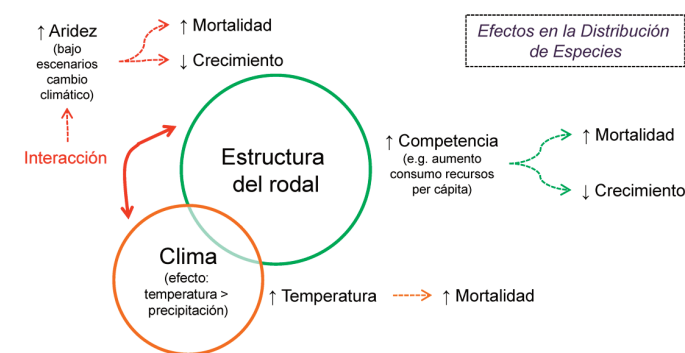 ↑ Aridez
(bajo
escenarios
cambio
climático)
↑ Mortalidad
↓ Crecimiento
Efectos en la Distribución
de Especies
Interacción
Estructura
del rodal
↑ Competencia
(e.g. aumento
consumo recursos
per cápita)
↑ Mortalidad
↓ Crecimiento
Clima
(efecto:
temperatura >
precipitación)
↑ Temperatura
↑ Mortalidad